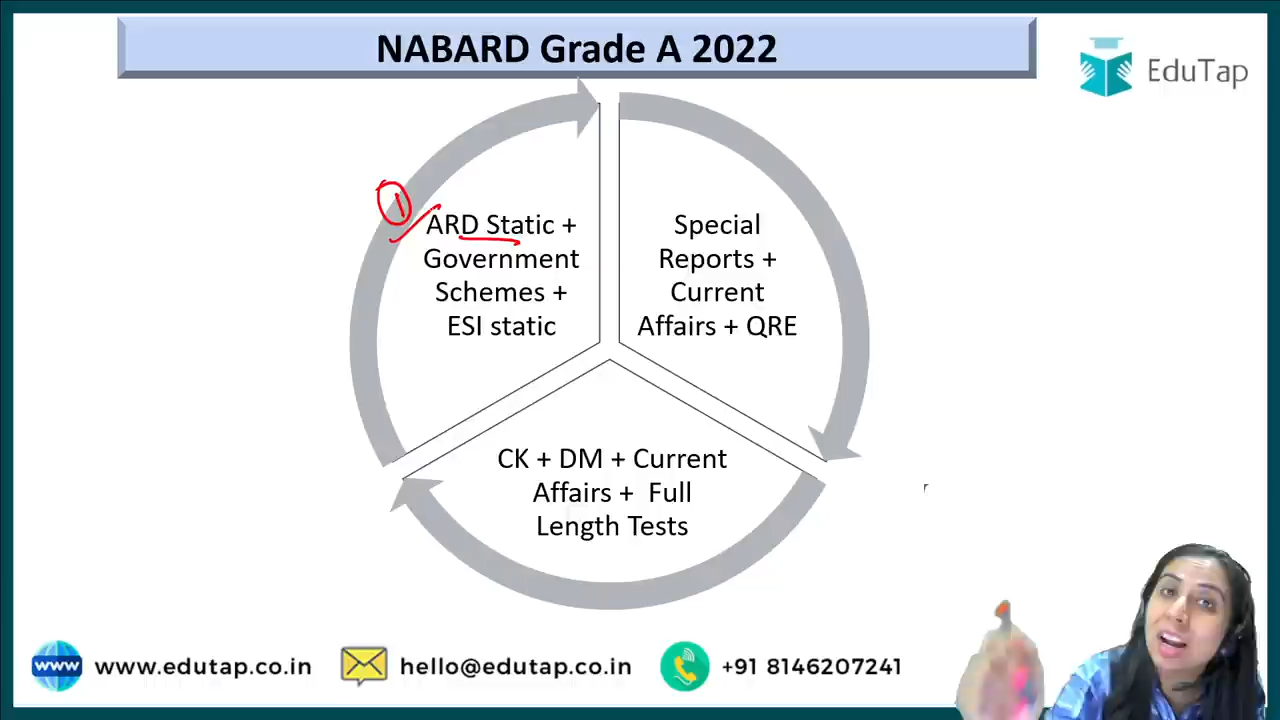 NABARD Grade A 2022
EduTap
1
ARD Static +
Government
Schemes +
ESI static
Special
Reports +
Current
Affairs + QRE
CK + DM + Current
Affairs + Full
Length Tests
www
www.edutap.co.in
hello@edutap.co.in
+91 8146207241